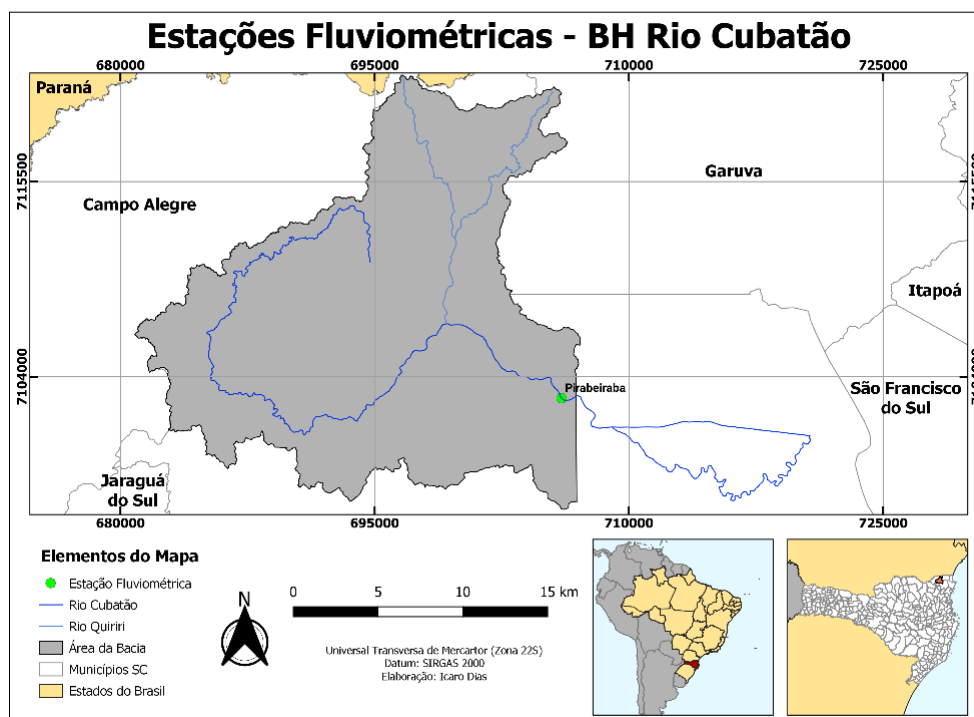 Estações Fluviométricas - BH Rio Cubatão
680000
695000
710000
725000
Paraná
Garuva
Campo Alegre
7115500
7115500
Itapoá
7104000
7104000
Pirabeiraba
São Francisco
do Sul
Jaraguá
do Sul
680000
695000
710000
725000
Elementos do Mapa
Estação Fluviométrica
Rio Cubatão
Rio Quiriri
Área da Bacia
Municípios SC
Estados do Brasil
N
0
5
10
15 km
Universal Transversa de Mercartor (Zona 22S)
Datum: SIRGAS 2000
Elaboração: Icaro Dias